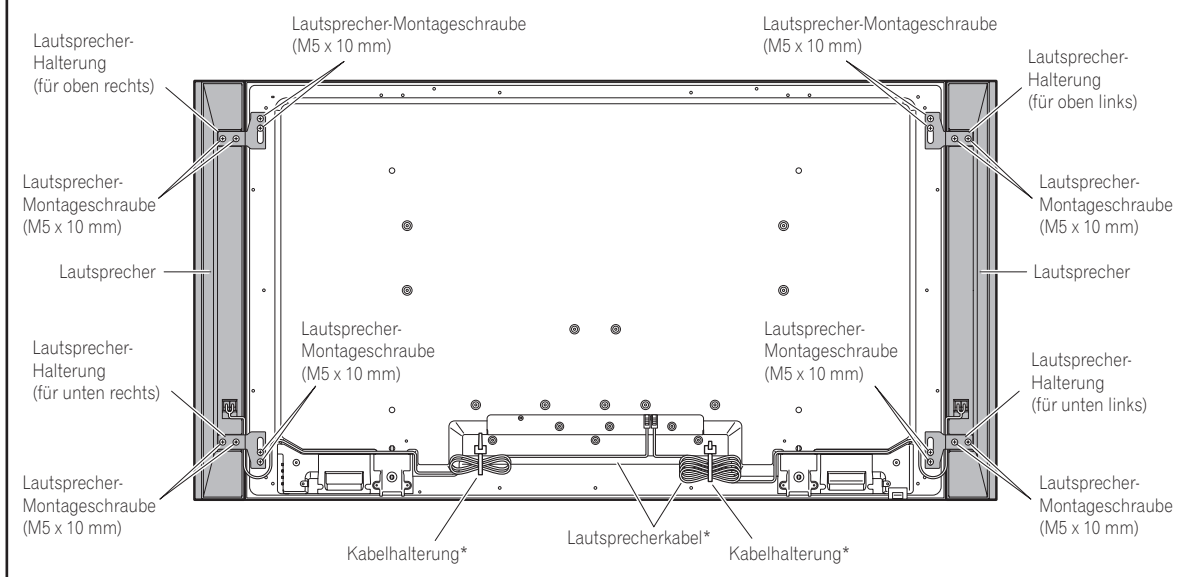 Lautsprecher-Montageschraube
(M5 x 10 mm)
Lautsprecher-Montageschraube
(M5 x 10 mm)
Lautsprecher-
Halterung
(für oben rechts)
Lautsprecher-
Halterung
(für oben links)
Lautsprecher-
Montageschraube
(M5 x 10 mm)
Lautsprecher-
Montageschraube
(M5 x 10 mm)
Lautsprecher
Lautsprecher
Lautsprecher-
Montageschraube
(M5 x 10 mm)
Lautsprecher-
Montageschraube
(M5 x 10 mm)
Lautsprecher-
Halterung
(für unten rechts)
Lautsprecher-
Halterung
(für unten links)
Lautsprecher-
Montageschraube
(M5 x 10 mm)
Lautsprecher-
Montageschraube
(M5 x 10 mm)
Kabelhalterung*
Lautsprecherkabel*
Kabelhalterung*